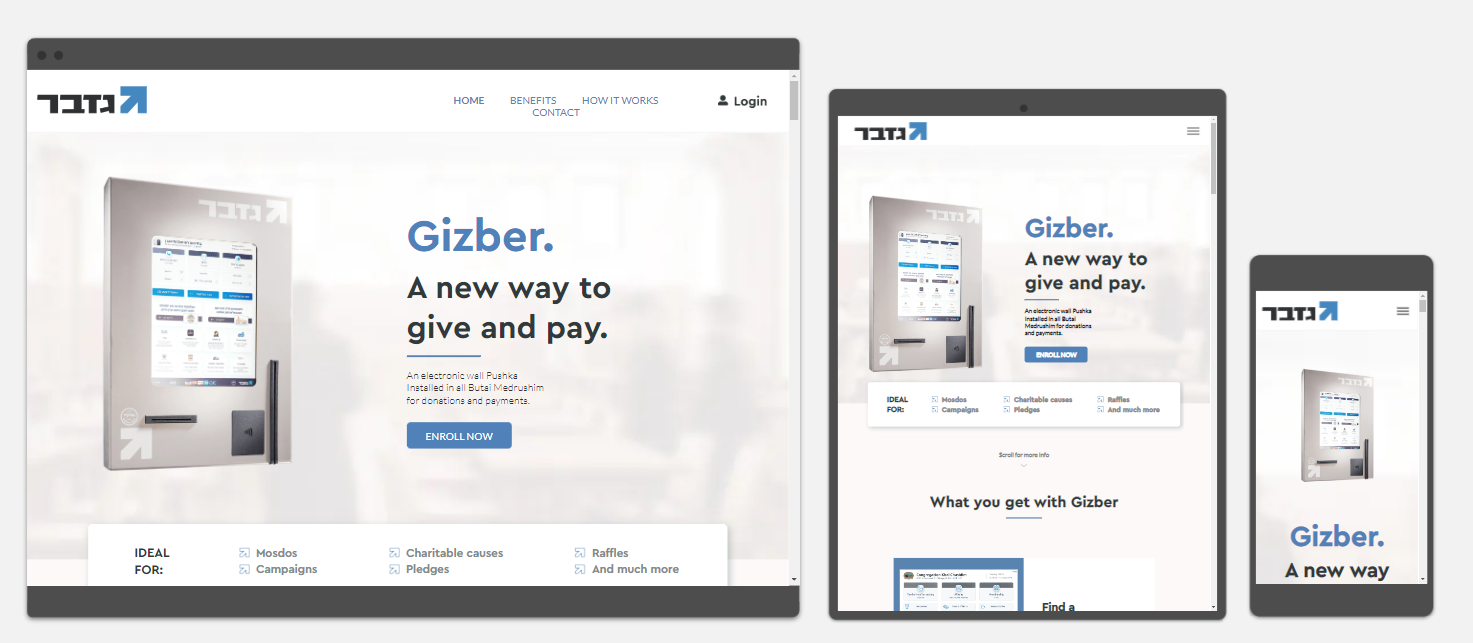 גזבר
HOME BENEFITS HOW IT WORKS
CONTACT
Login
גזבר
Gizber.
A new way to
give and pay.
An electronic wall Pushka
Installed in all Butai Medrushim
for donations and payments.
ENROLL NOW
IDEAL
FOR:
Mosdos
Campaigns
Charitable causes
Pledges
Raffles
And much more
גזבר
גזבר
Gizber.
A new way to
give and pay.
An electronic wall Pushka
Installed in all Butai
Medrushim for donations
and payments.
ENROLL NOW
IDEAL
FOR:
Mosdos
Campaigns
Charitable causes
Pledges
Raffles
And much more
Scroll for more info
What you get with Gizber
Find a
גזבר
גזבר
Gizber.
A new way